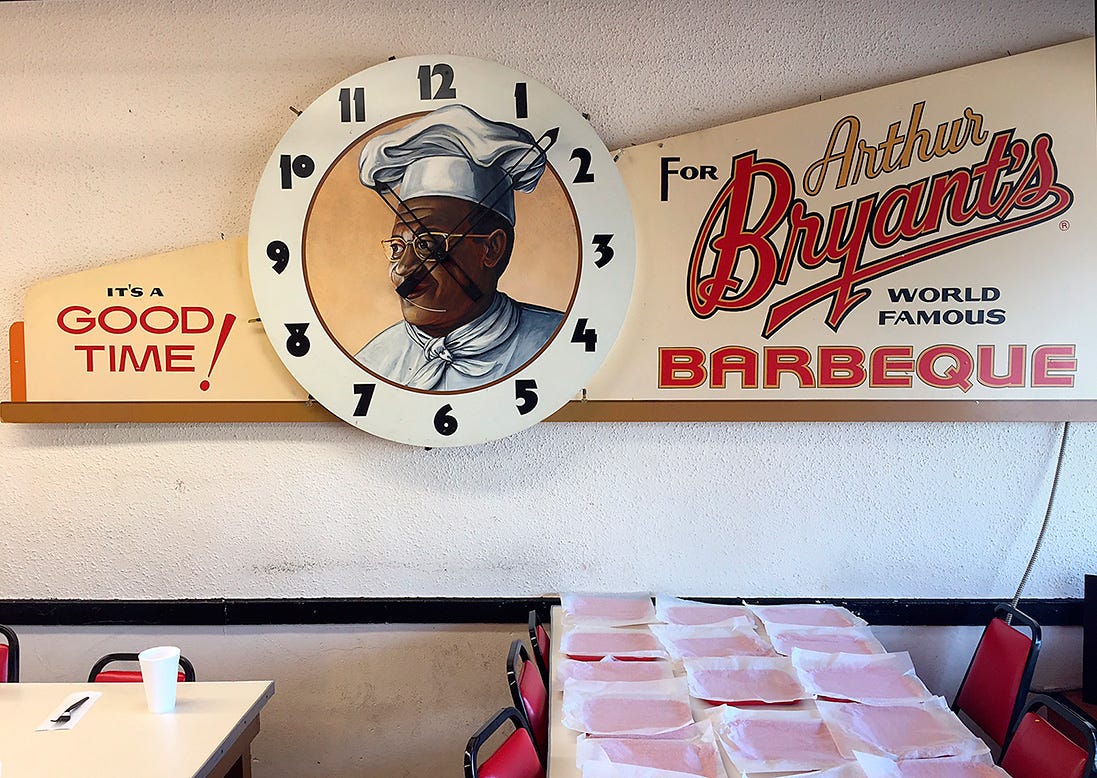 IT'S A
GOOD
TIME!
12
1
2
3
4
5
6
7
8
9
10
11
FOR
Arthur
Bryant's
®
WORLD
FAMOUS
BARBEQUE